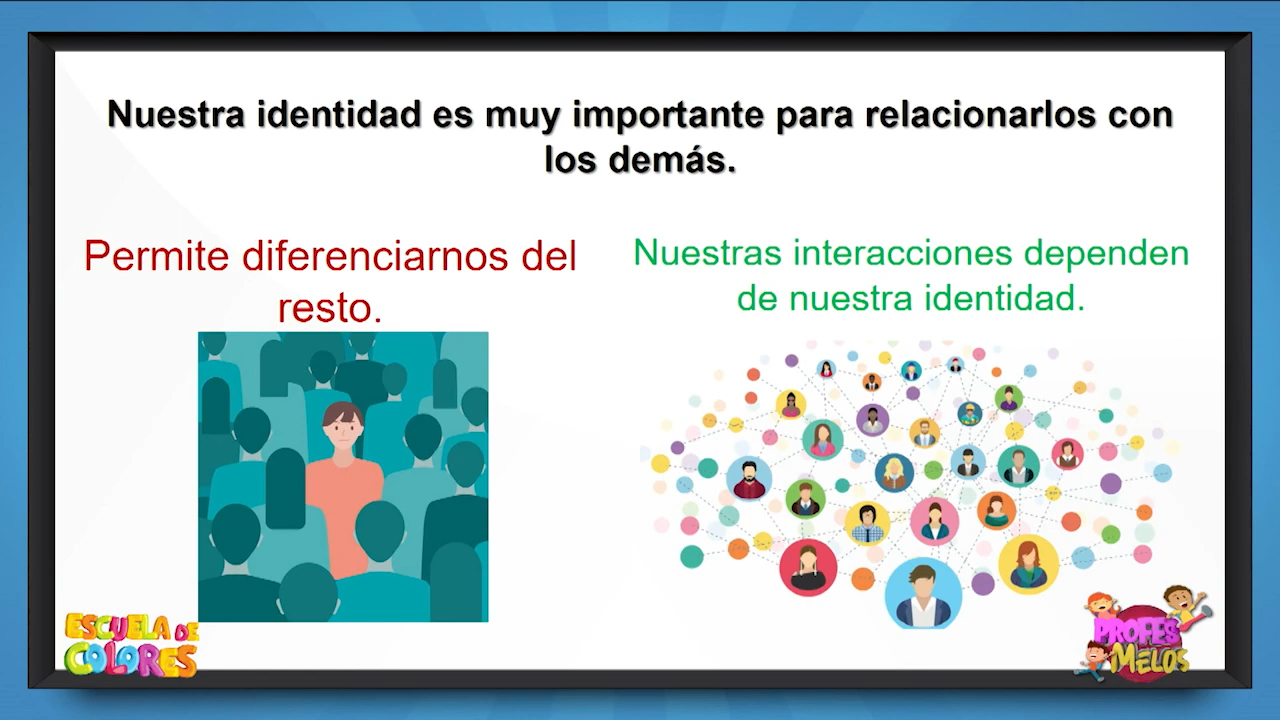 Nuestra identidad es muy importante para relacionarlos con
los demás.
Permite diferenciarnos del
resto.
Nuestras interacciones dependen
de nuestra identidad.
ESCUELA DE
COLORES
PROFES
MELOS